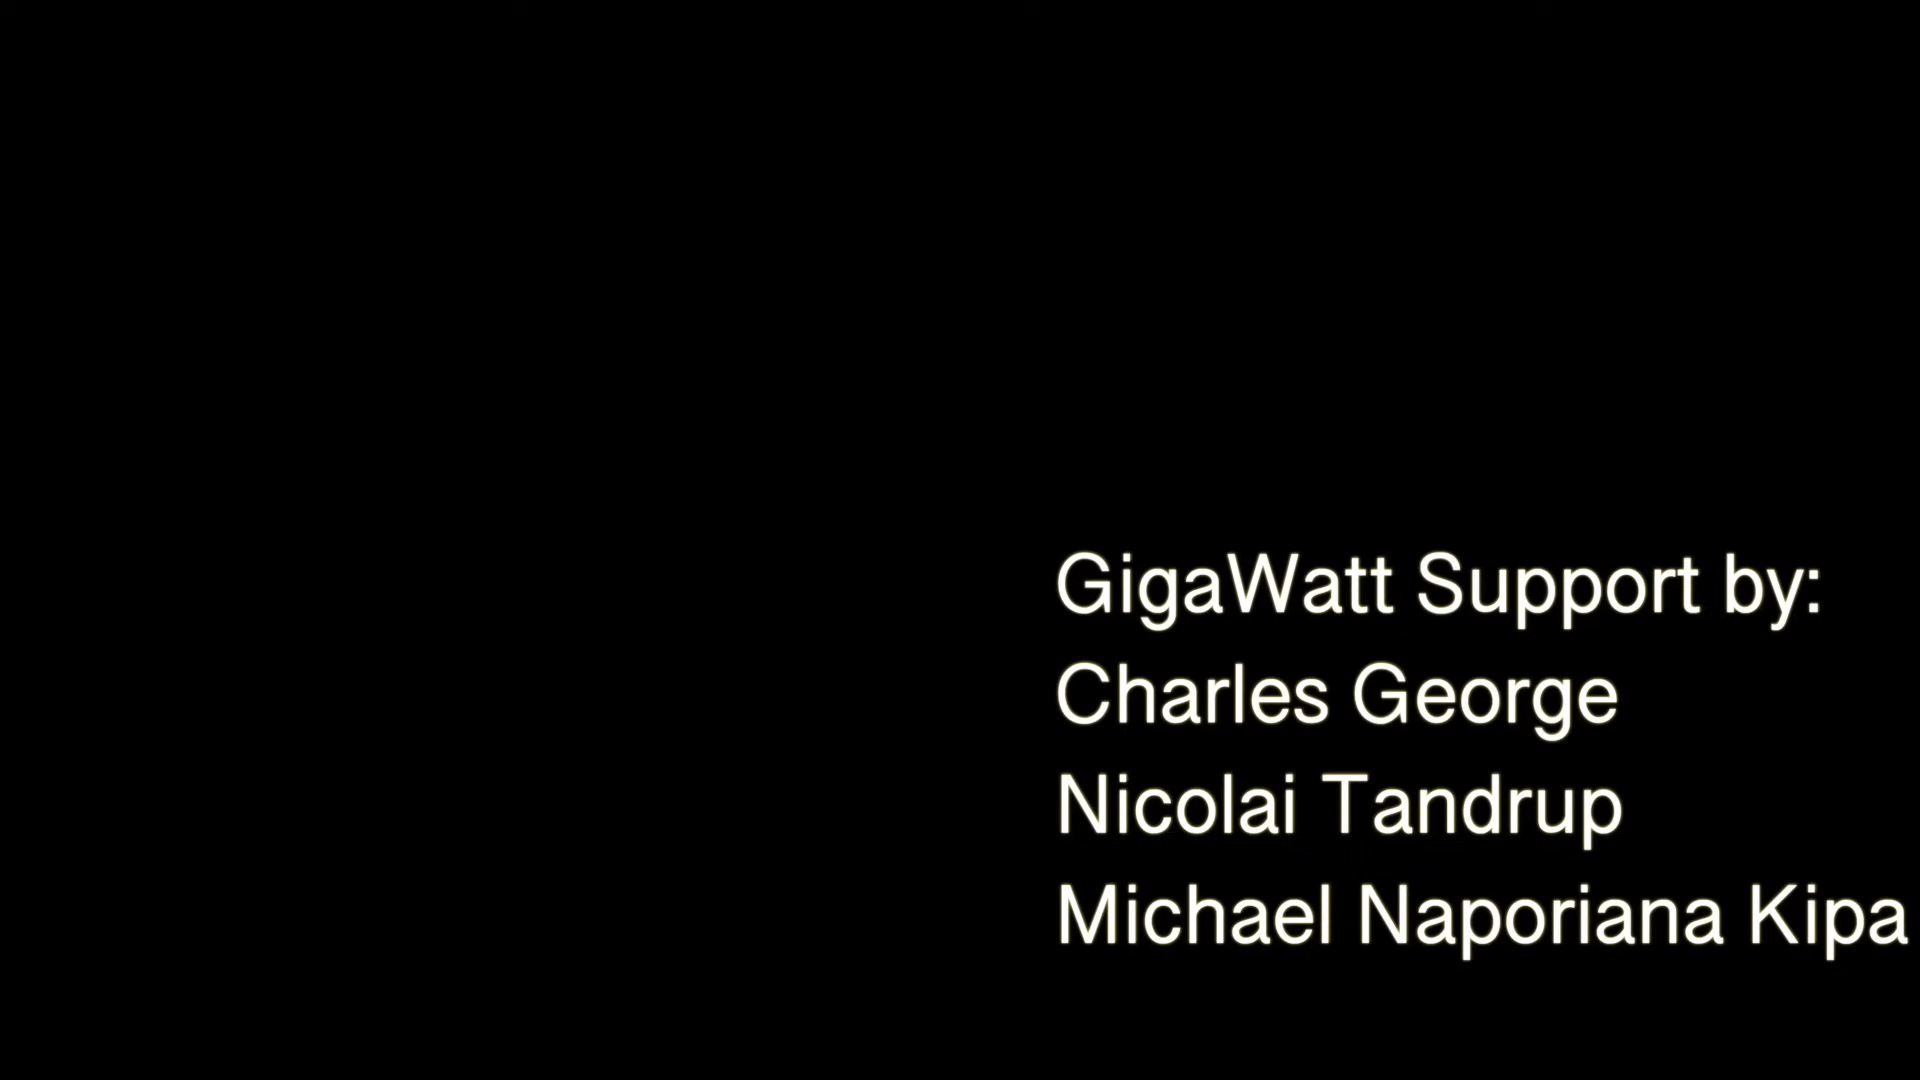 GigaWatt Support by:
Charles George
Nicolai Tandrup
Michael Naporiana Kipa